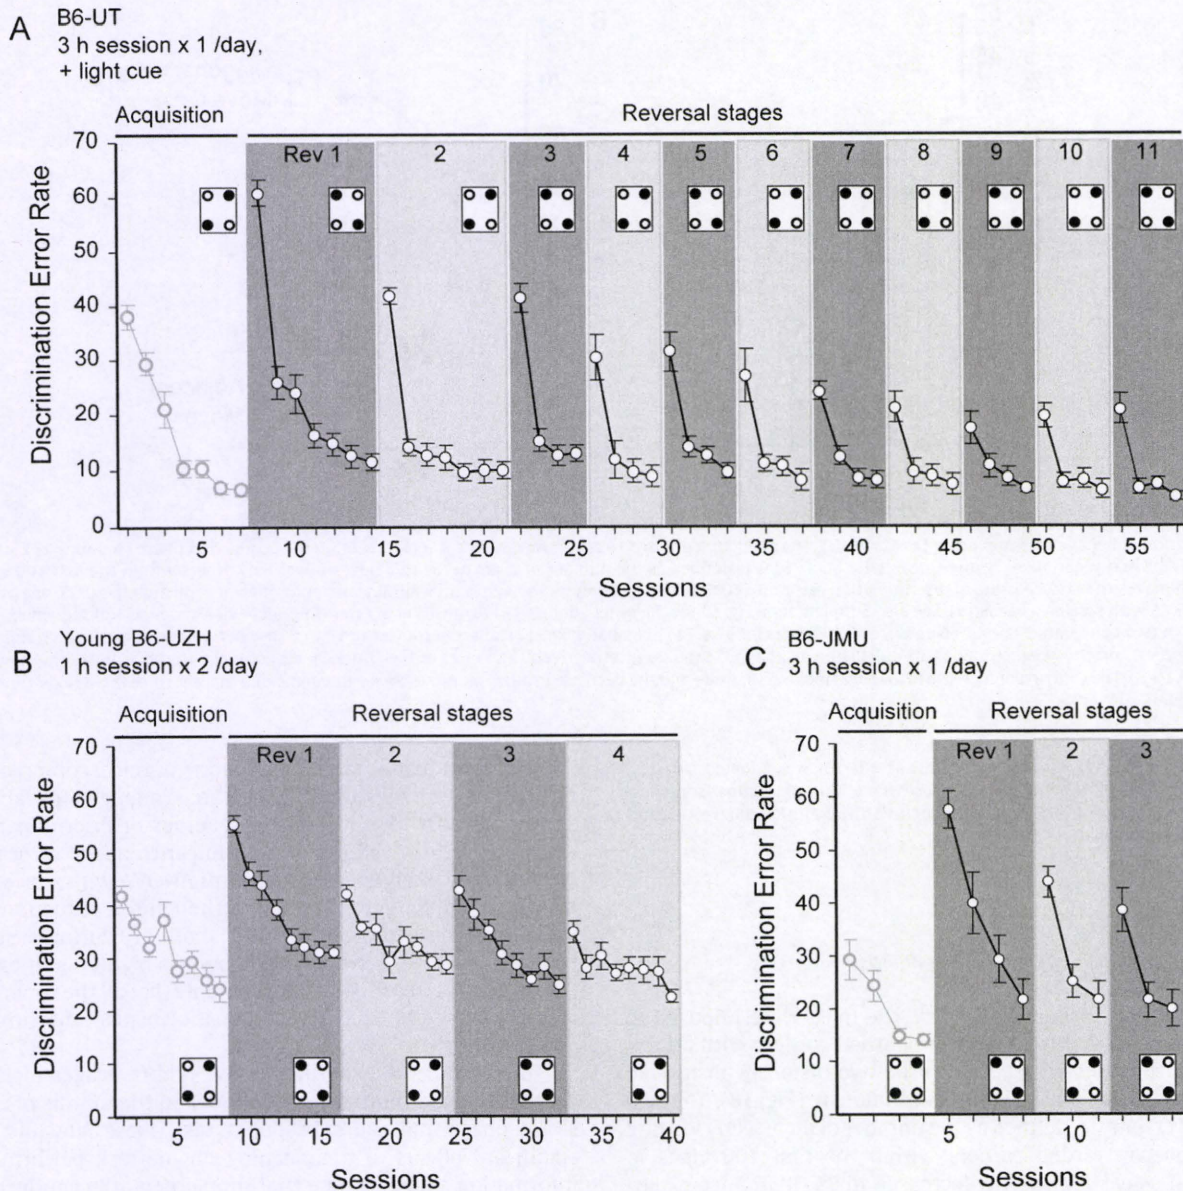 A
B6-UT
3 h session x 1 /day,
+ light cue
Acquisition
Reversal stages
Rev 1 2 3 4 5 6 7 8 9 10 11
70
60
50
40
30
20
10
0
Discrimination Error Rate
5 10 15 20 25 30 35 40 45 50 55
Sessions
B
Young B6-UZH
1 h session x 2 /day
Acquisition
Reversal stages
Rev 1 2 3 4
70
60
50
40
30
20
10
0
Discrimination Error Rate
5 10 15 20 25 30 35 40
Sessions
C
B6-JMU
3 h session x 1 /day
Acquisition
Reversal stages
Rev 1 2 3
70
60
50
40
30
20
10
0
Discrimination Error Rate
5 10
Sessions